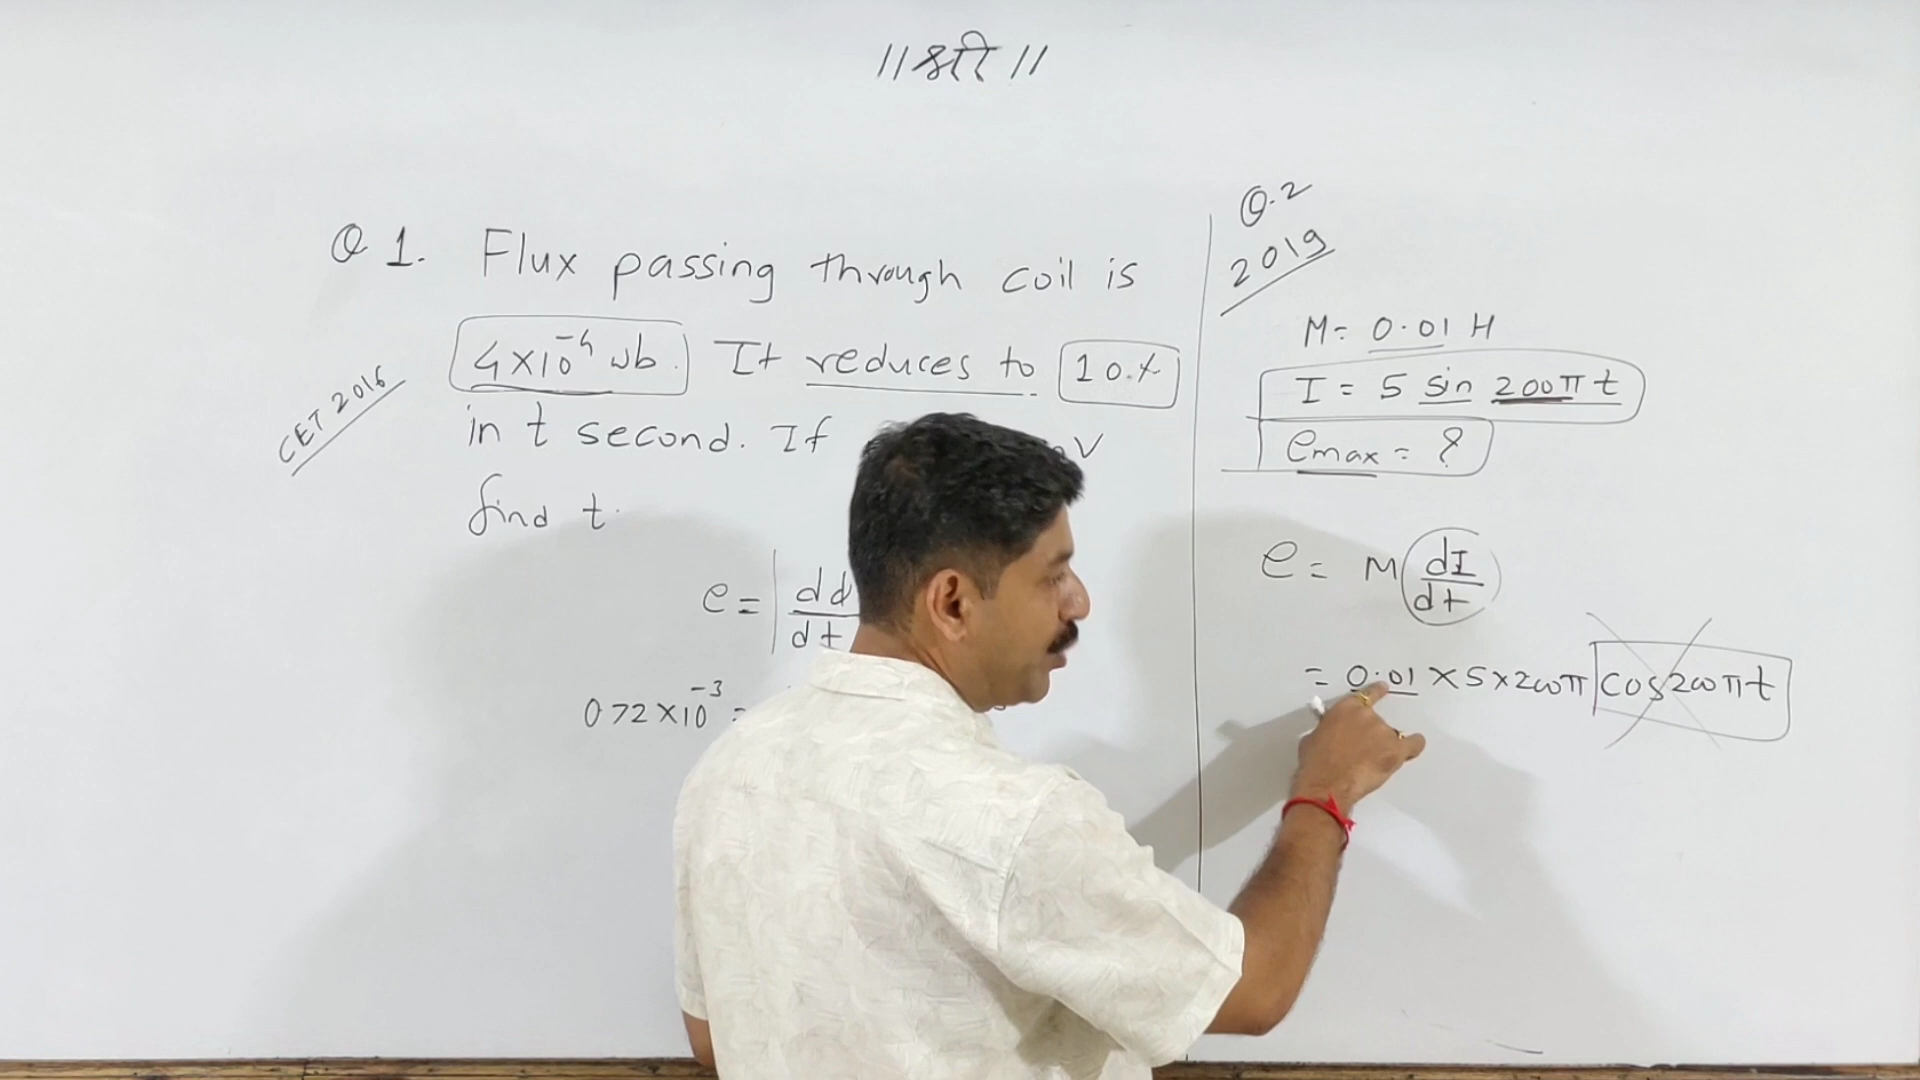 ॥ श्री ॥
Q 1. Flux passing through coil is
4×10⁻⁴ wb. It reduces to 10%
in t second. If
find t.
CET 2016
e = | dϕ/dt
0.72×10⁻³ =
Q.2
2019
M = 0.01 H
I = 5 sin 200π t
emax = ?
e = M dI/dt
= 0.01 × 5 × 200π cos 200πt